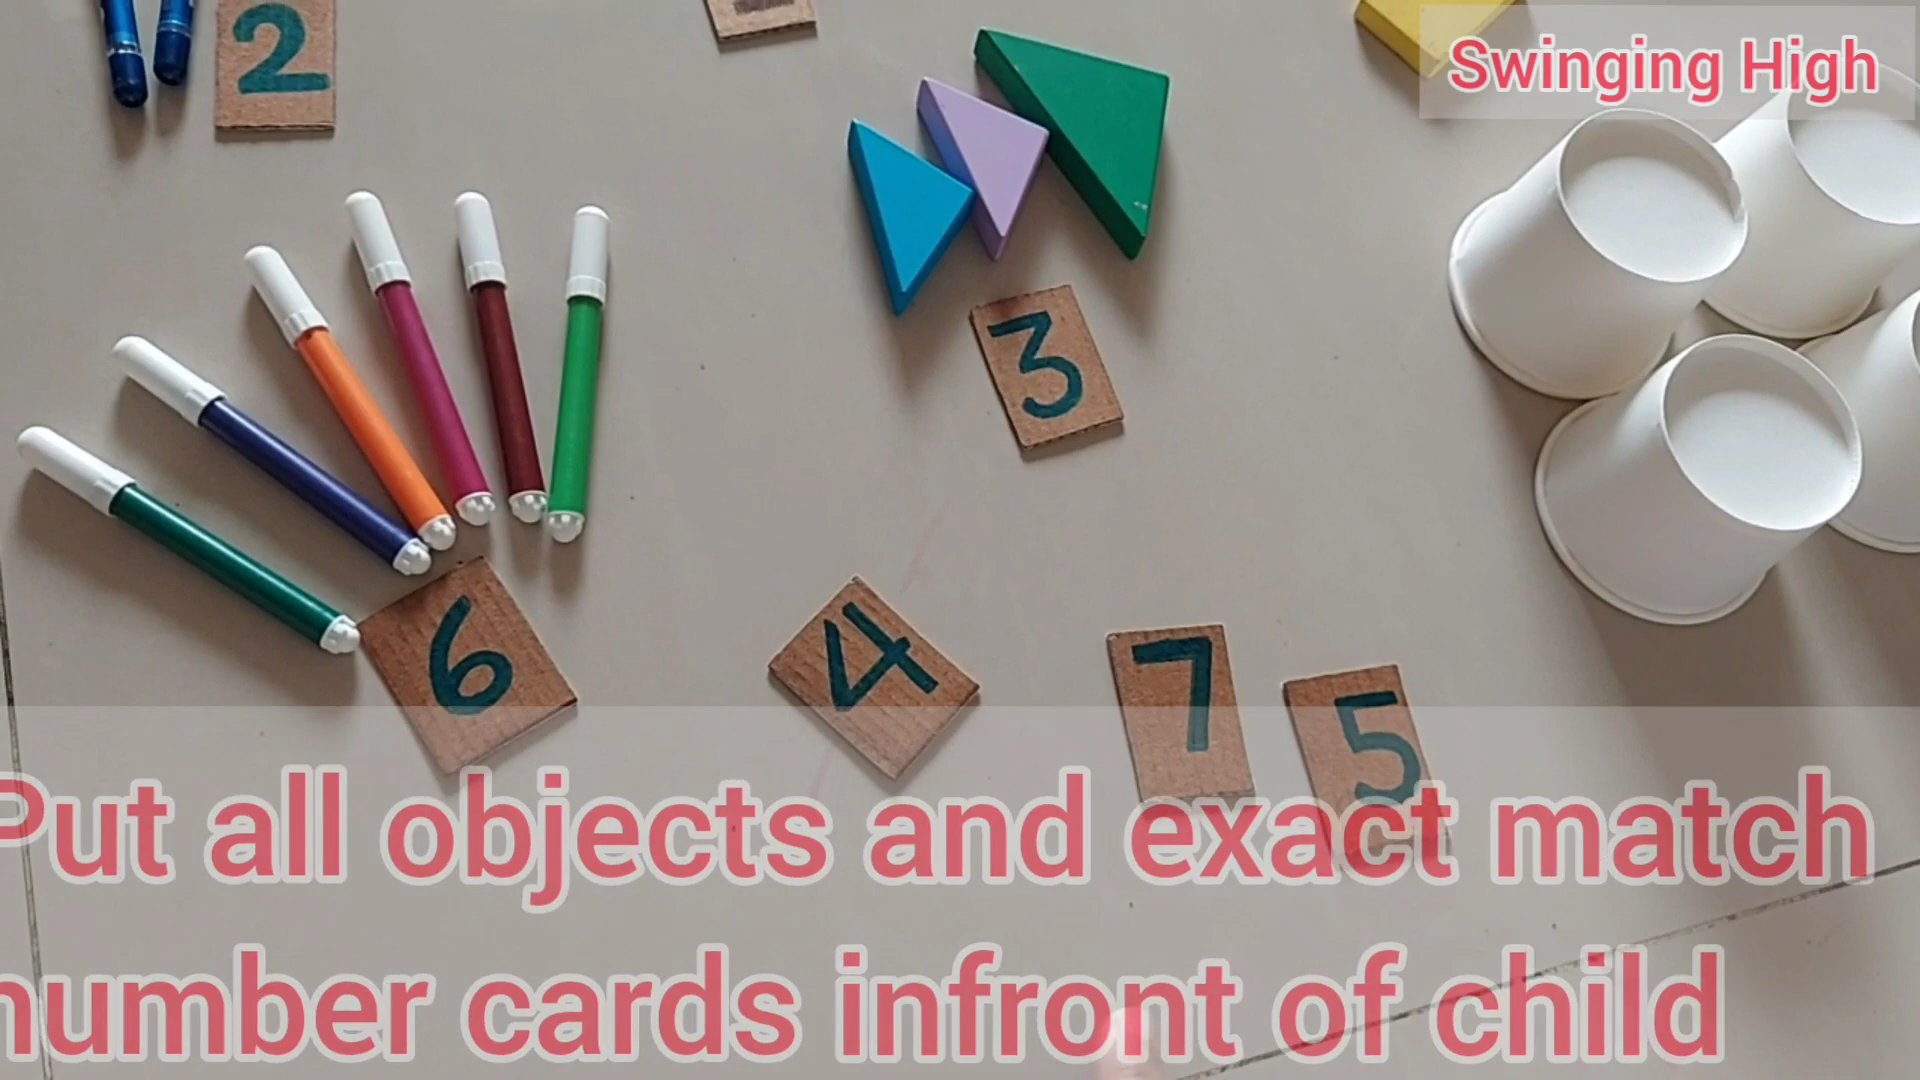 Swinging High
2
3
6
4
7
5
Put all objects and exact match
number cards infront of child